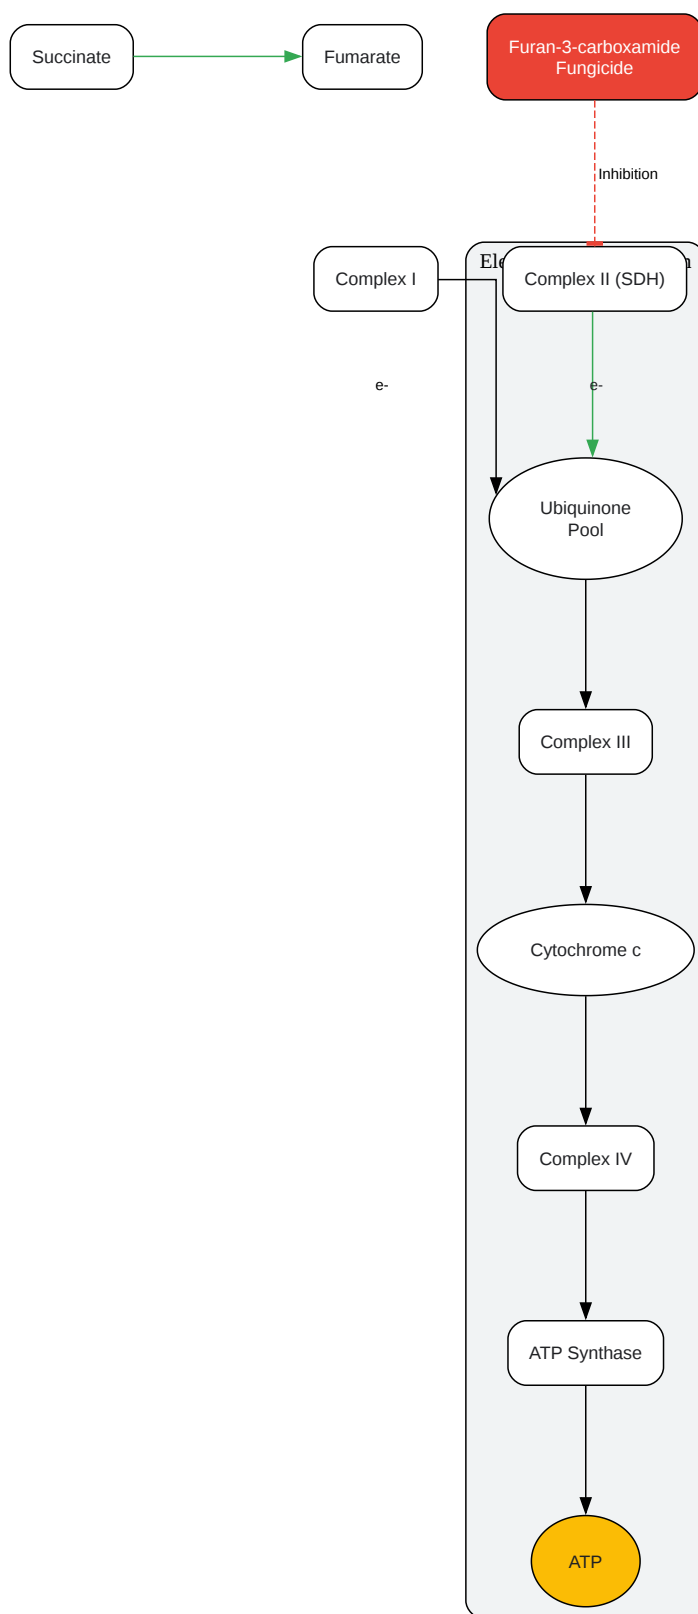 Succinate
Fumarate
Furan-3-carboxamide
Fungicide
Inhibition
Complex I
Complex II (SDH)
e-
e-
Ubiquinone
Pool
Complex III
Cytochrome c
Complex IV
ATP Synthase
ATP